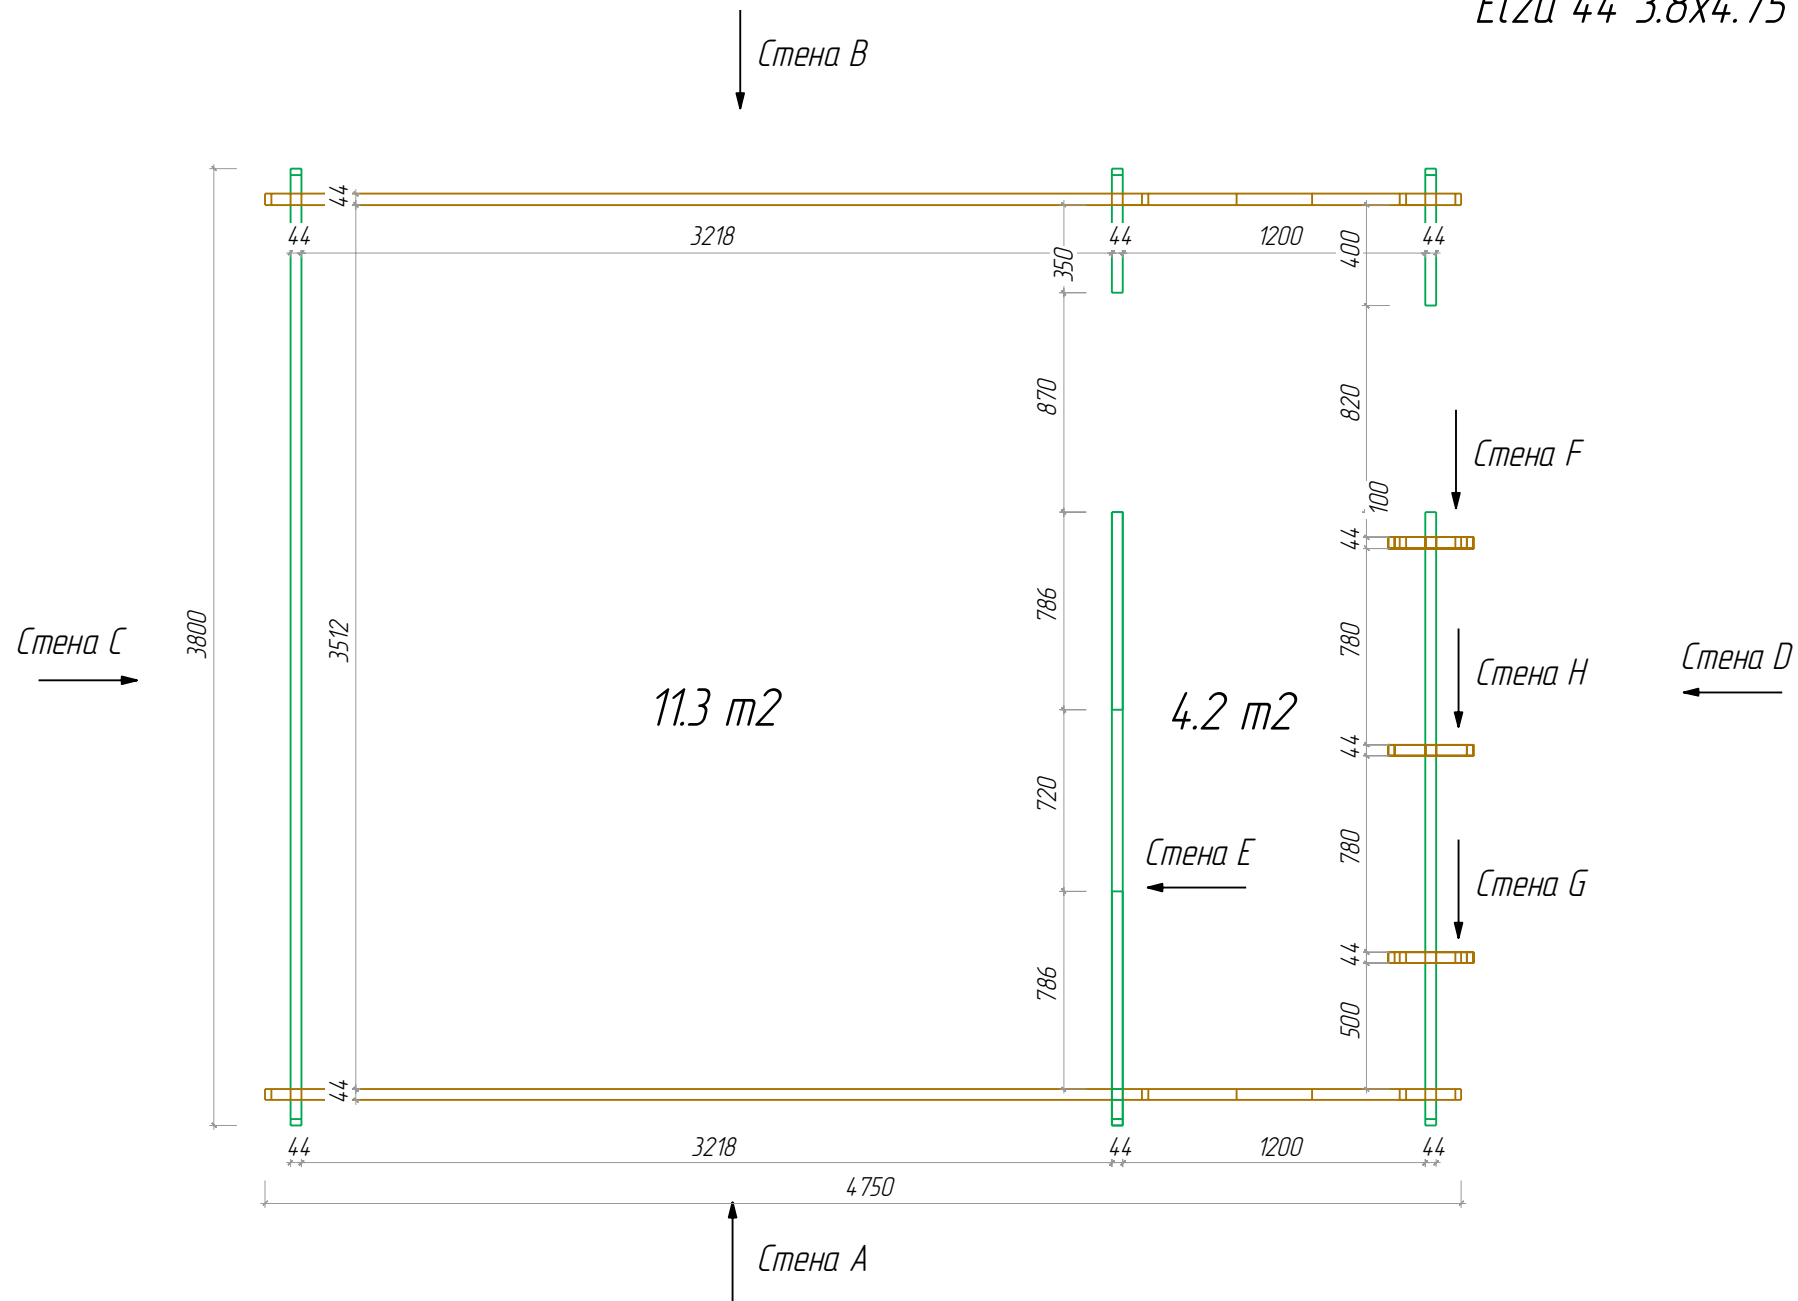 Elza 44 3.8x4.75
Стена B
44
44 3218 44 1200 44
350
400
870
820
100
Стена F
44
786
780
Стена C
3800
3512
Стена H
Стена D
11.3 m2
4.2 m2
44
720
780
Стена E
Стена G
44
786
500
44
44 3218 44 1200 44
4750
Стена A